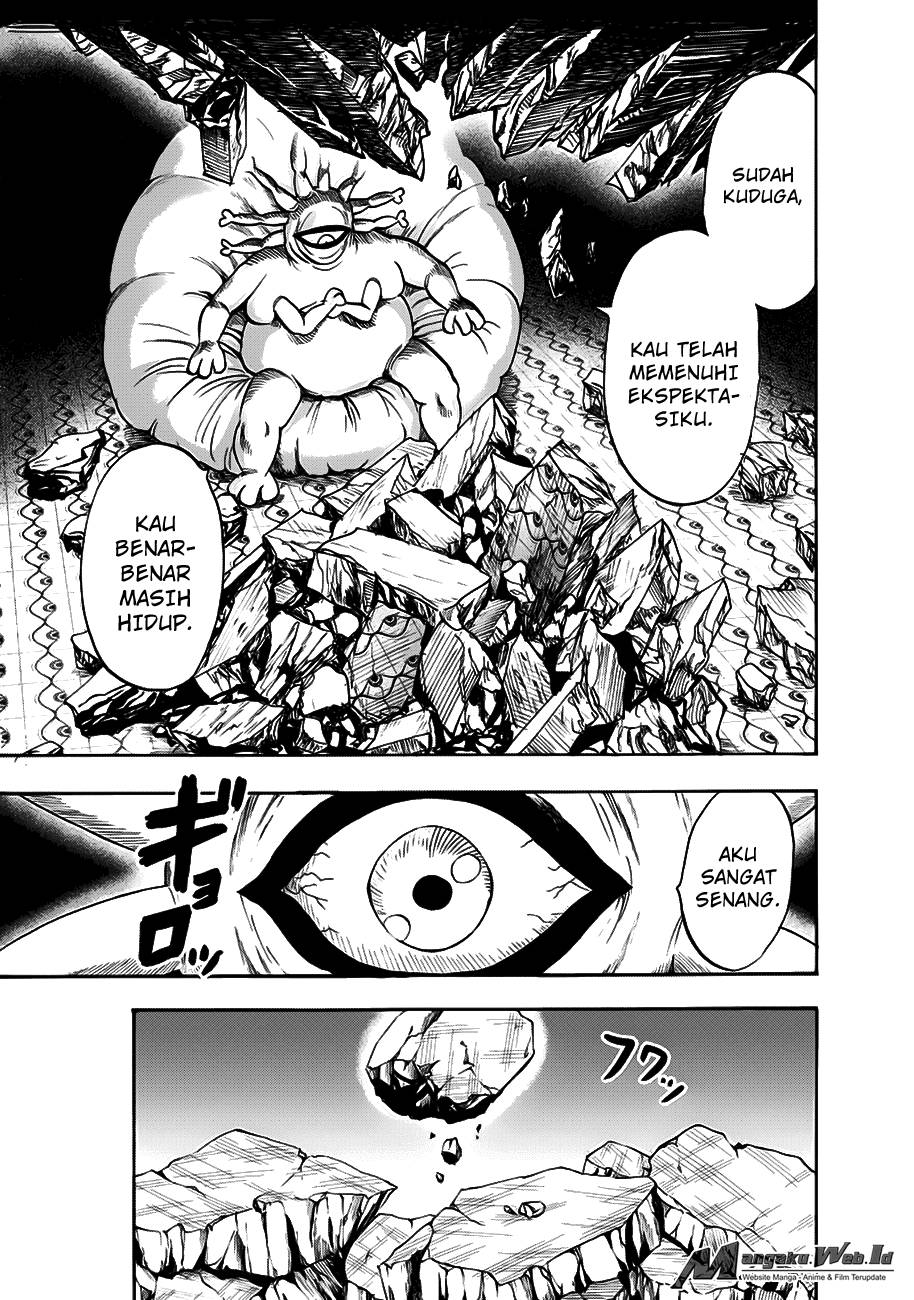 SUDAH
KUDUGA,
KAU TELAH
MEMENUHI
EKSPEKTA-
SIKU.
KAU
BENAR-
BENAR
MASIH
HIDUP.
AKU
SANGAT
SENANG.
ギョロッ
フワッ
Mangaku.Web.Id
Website Manga - Anime & Film Terupdate